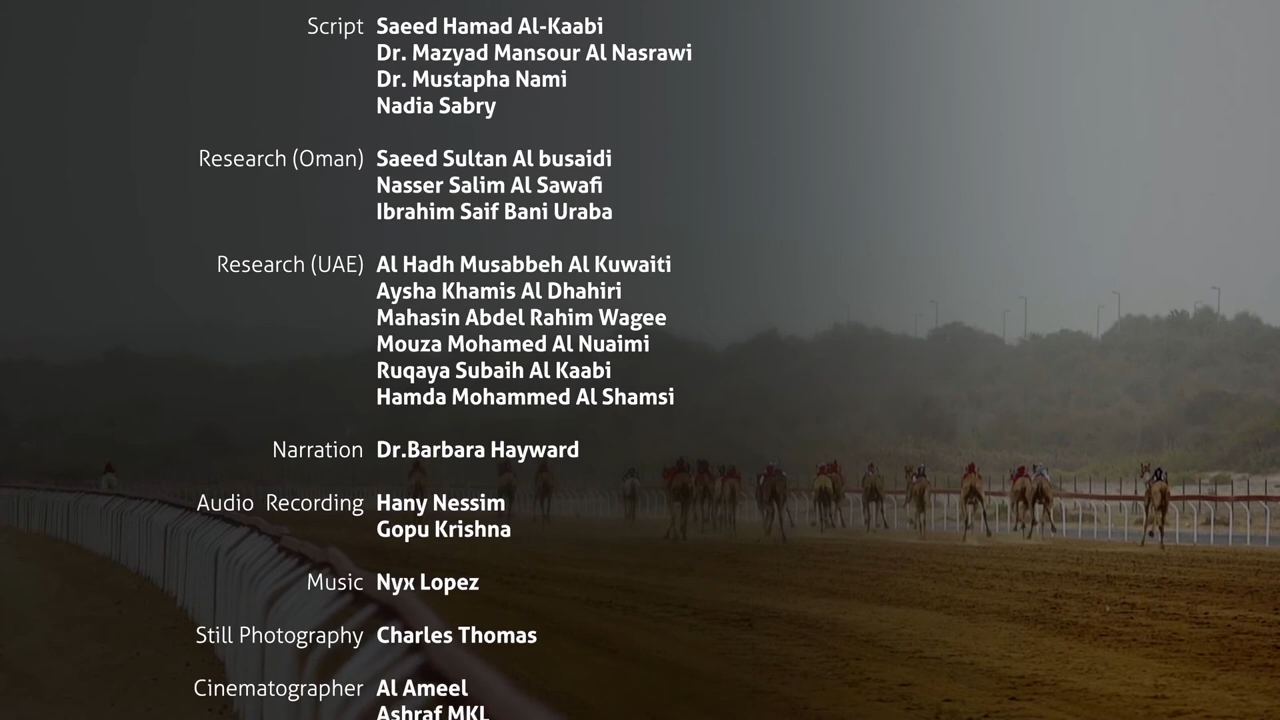 Script Saeed Hamad Al-Kaabi
Dr. Mazyad Mansour Al Nasrawi
Dr. Mustapha Nami
Nadia Sabry
Research (Oman) Saeed Sultan Al busaidi
Nasser Salim Al Sawafi
Ibrahim Saif Bani Uraba
Research (UAE) Al Hadh Musabbeh Al Kuwaiti
Aysha Khamis Al Dhahiri
Mahasin Abdel Rahim Wagee
Mouza Mohamed Al Nuaimi
Ruqaya Subaih Al Kaabi
Hamda Mohammed Al Shamsi
Narration Dr.Barbara Hayward
Audio Recording Hany Nessim
Gopu Krishna
Music Nyx Lopez
Still Photography Charles Thomas
Cinematographer Al Ameel
Ashraf MKL